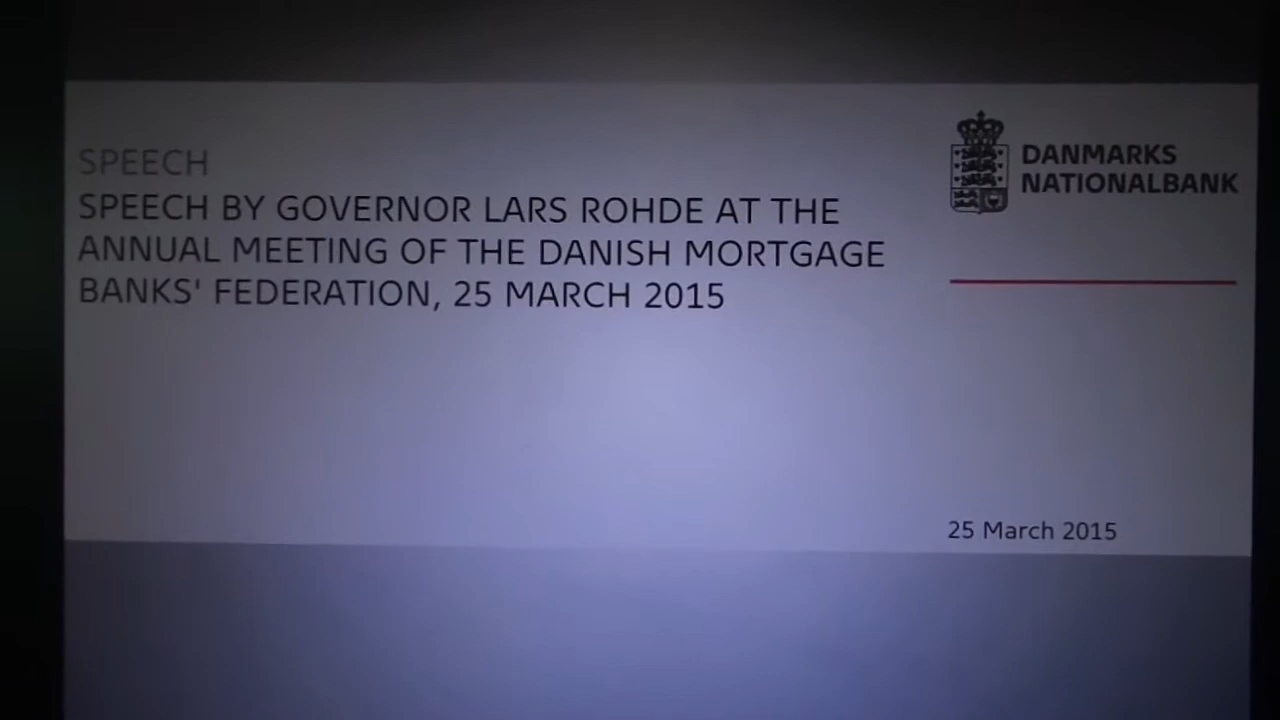 SPEECH
SPEECH BY GOVERNOR LARS ROHDE AT THE
ANNUAL MEETING OF THE DANISH MORTGAGE
BANKS' FEDERATION, 25 MARCH 2015
DANMARKS
NATIONALBANK
25 March 2015